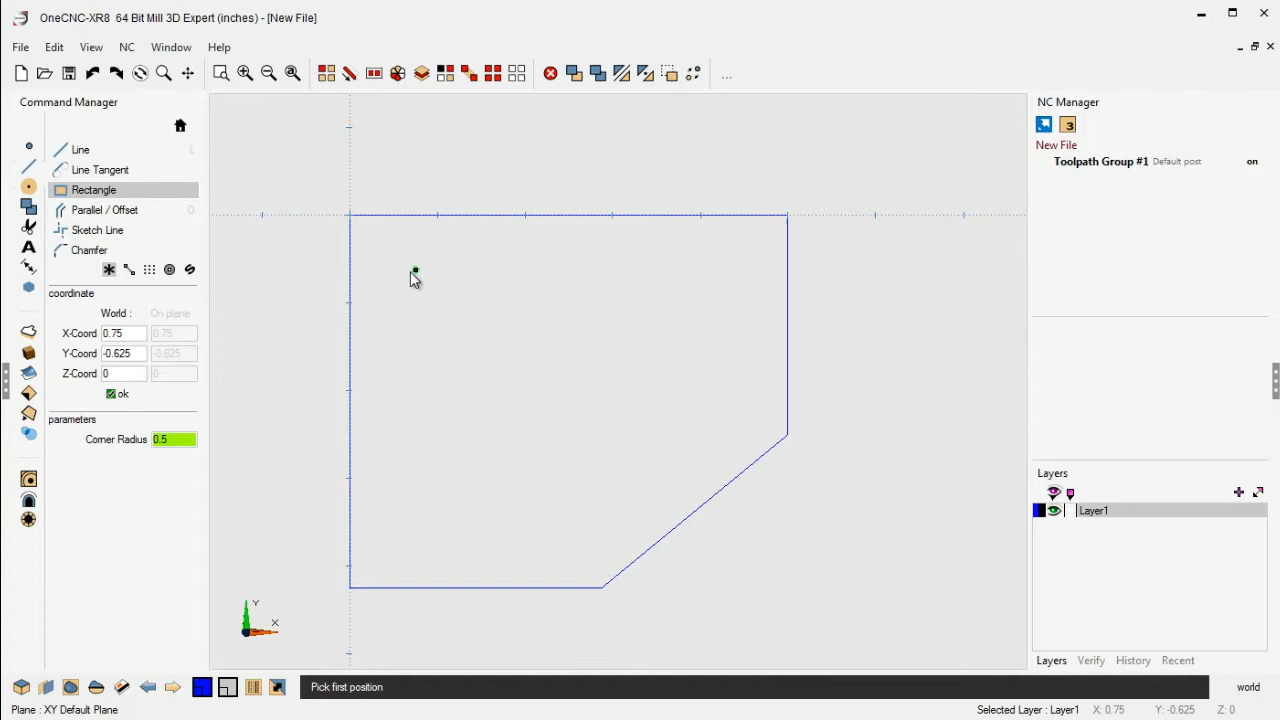 OneCNC-XR8 64 Bit Mill 3D Expert (inches) - [New File]
File Edit View NC Window Help
...
Command Manager
Line 1
Line Tangent
Rectangle
Parallel / Offset 0
Sketch Line
Chamfer
coordinate
World : On plane
X-Coord 0.75 0.75
Y-Coord -0.625 -0.625
Z-Coord 0 0
ok
parameters
Corner Radius 0.5
A
Y
X
NC Manager
3
New File
Toolpath Group #1 Default post on
Layers
Layer1
Layers Verify History Recent
Pick first position
world
Plane : XY Default Plane
Selected Layer : Layer1 X: 0.75 Y: -0.625 Z: 0